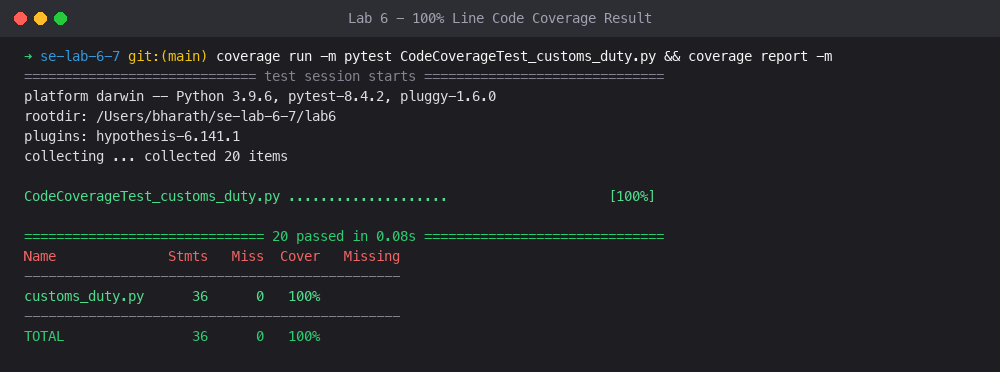 Lab 6 - 100% Line Code Coverage Result
→ se-lab-6-7 git:(main) coverage run -m pytest CodeCoverageTest_customs_duty.py && coverage report -m
============================= test session starts ==============================
platform darwin -- Python 3.9.6, pytest-8.4.2, pluggy-1.6.0
rootdir: /Users/bharath/se-lab-6-7/lab6
plugins: hypothesis-6.141.1
collecting ... collected 20 items
CodeCoverageTest_customs_duty.py .................... [100%]
============================== 20 passed in 0.08s ==============================
Name Stmts Miss Cover Missing
-----------------------------------------------
customs_duty.py 36 0 100%
-----------------------------------------------
TOTAL 36 0 100%